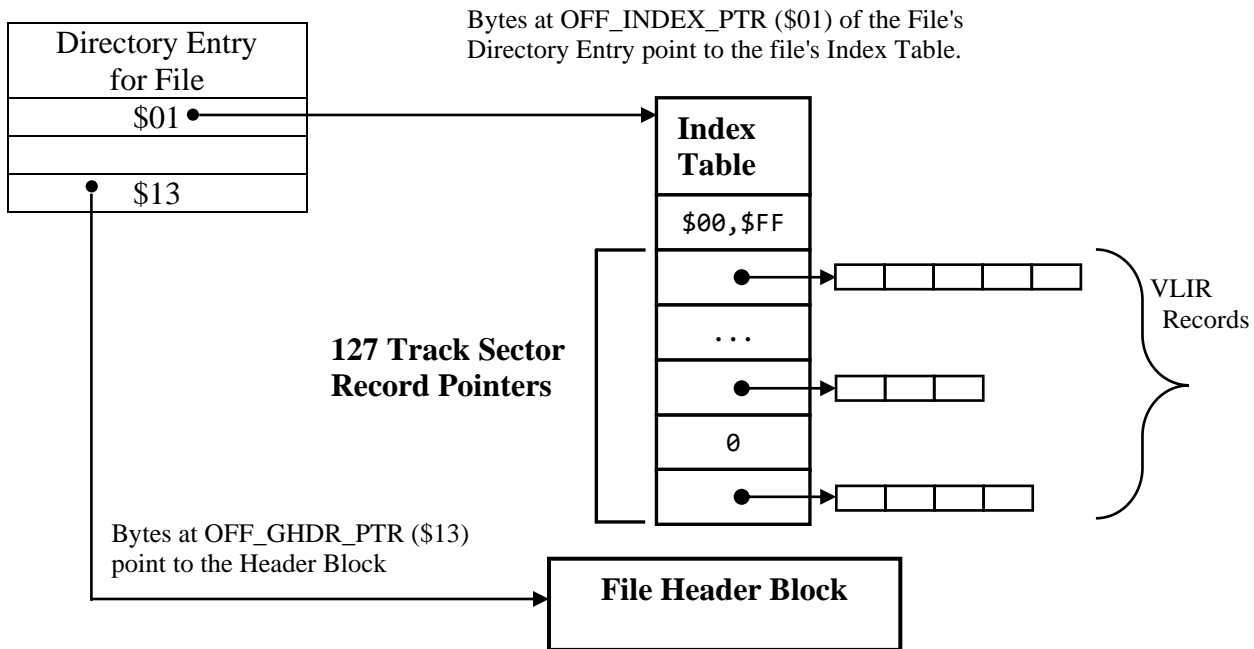 Bytes at OFF_INDEX_PTR ($01) of the File's
Directory Entry point to the file's Index Table.
Directory Entry
for File
$01
$13
Index
Table
$00,$FF
...
0
127 Track Sector
Record Pointers
VLIR
Records
Bytes at OFF_GHDR_PTR ($13)
point to the Header Block
File Header Block